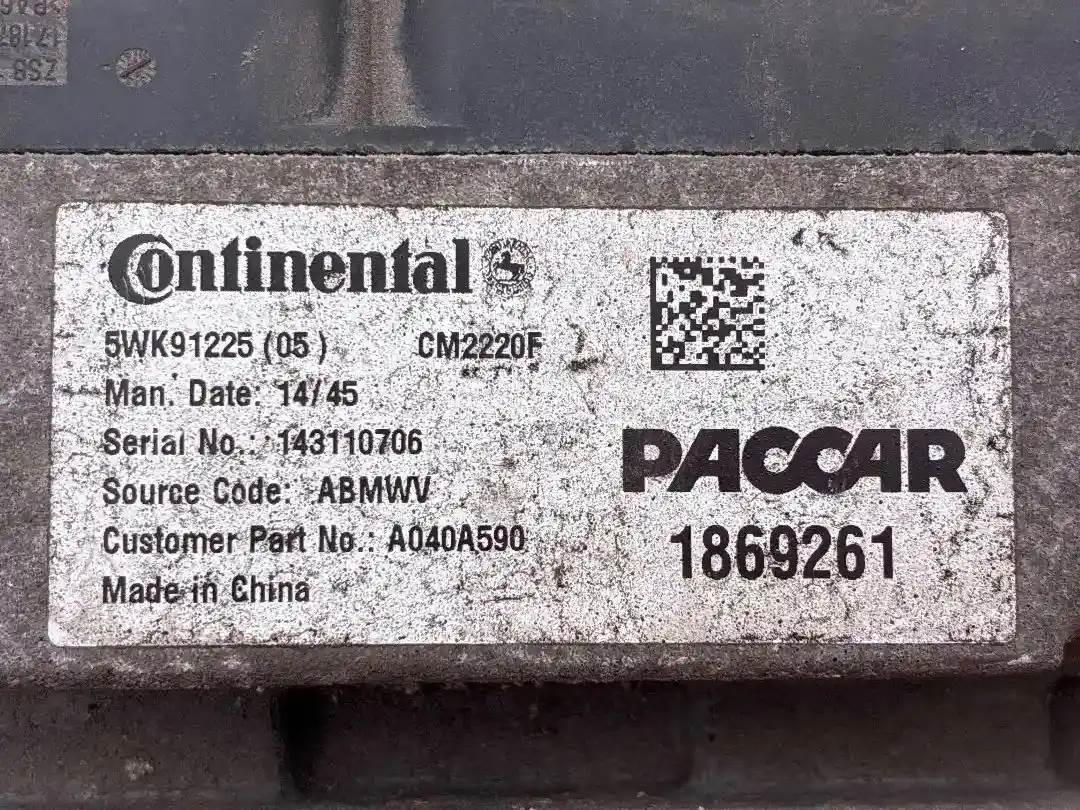 Continental
5WK91225 (05) CM2220F
Man. Date: 14/45
Serial No.: 143110706
Source Code: ABMWV
Customer Part No.: A040A590
Made in China
PACCAR
1869261